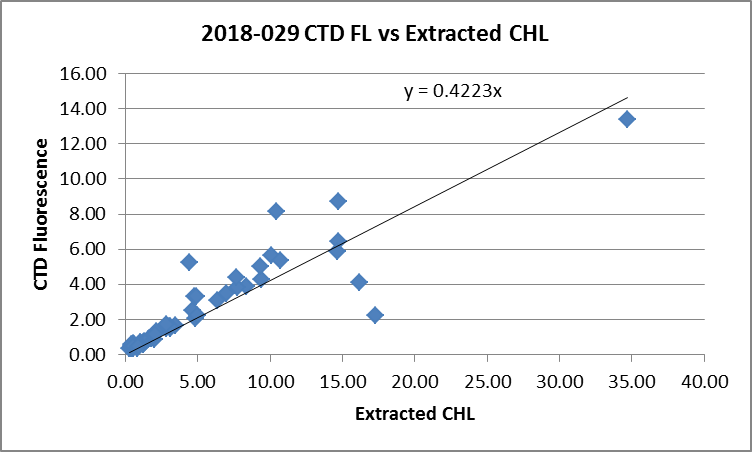 2018-029 CTD FL vs Extracted CHL
y = 0.4223x
CTD Fluorescence
16.00
14.00
12.00
10.00
8.00
6.00
4.00
2.00
0.00
0.00 5.00 10.00 15.00 20.00 25.00 30.00 35.00 40.00
Extracted CHL